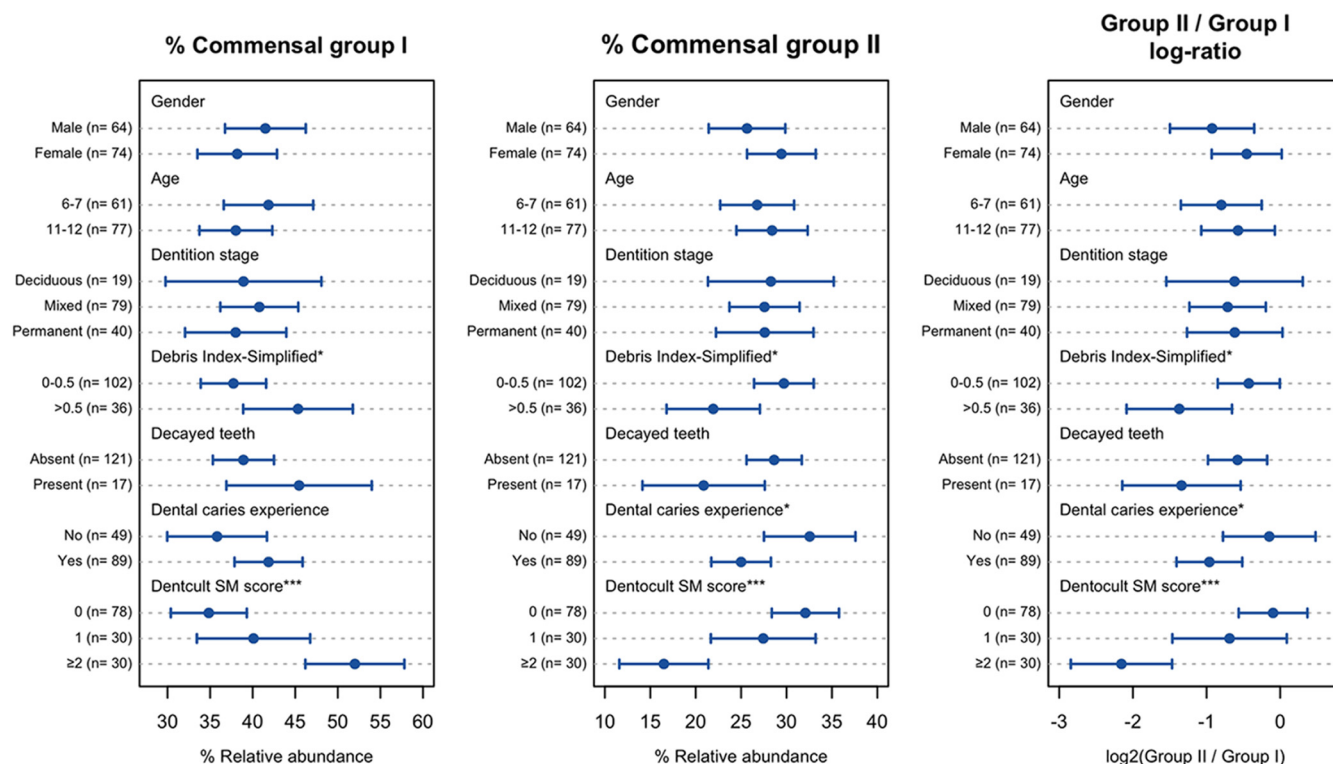 % Commensal group I
Gender
Male (n= 64)
Female (n= 74)
Age
6-7 (n= 61)
11-12 (n= 77)
Dentition stage
Deciduous (n= 19)
Mixed (n= 79)
Permanent (n= 40)
Debris Index-Simplified*
0-0.5 (n= 102)
>0.5 (n= 36)
Decayed teeth
Absent (n= 121)
Present (n= 17)
Dental caries experience
No (n= 49)
Yes (n= 89)
Dentcult SM score***
0 (n= 78)
1 (n= 30)
≥2 (n= 30)
30 35 40 45 50 55 60
% Relative abundance
% Commensal group II
Gender
Male (n= 64)
Female (n= 74)
Age
6-7 (n= 61)
11-12 (n= 77)
Dentition stage
Deciduous (n= 19)
Mixed (n= 79)
Permanent (n= 40)
Debris Index-Simplified*
0-0.5 (n= 102)
>0.5 (n= 36)
Decayed teeth
Absent (n= 121)
Present (n= 17)
Dental caries experience*
No (n= 49)
Yes (n= 89)
Dentocult SM score***
0 (n= 78)
1 (n= 30)
≥2 (n= 30)
10 15 20 25 30 35 40
% Relative abundance
Group II / Group I
log-ratio
Gender
Male (n= 64)
Female (n= 74)
Age
6-7 (n= 61)
11-12 (n= 77)
Dentition stage
Deciduous (n= 19)
Mixed (n= 79)
Permanent (n= 40)
Debris Index-Simplified*
0-0.5 (n= 102)
>0.5 (n= 36)
Decayed teeth
Absent (n= 121)
Present (n= 17)
Dental caries experience*
No (n= 49)
Yes (n= 89)
Dentocult SM score***
0 (n= 78)
1 (n= 30)
≥2 (n= 30)
-3 -2 -1 0
log2(Group II / Group I)